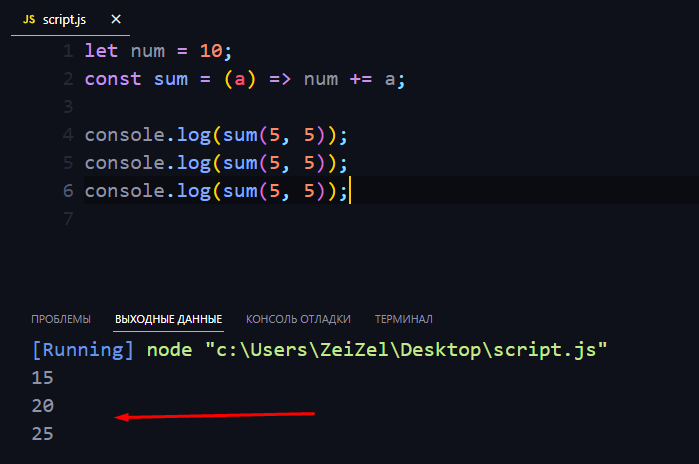 JS script.js ×
1 let num = 10;
2 const sum = (a) => num += a;
3
4 console.log(sum(5, 5));
5 console.log(sum(5, 5));
6 console.log(sum(5, 5));
7
ПРОБЛЕМЫ ВЫХОДНЫЕ ДАННЫЕ КОНСОЛЬ ОТЛАДКИ ТЕРМИНАЛ
[Running] node "c:\Users\ZeiZel\Desktop\script.js"
15
20
25